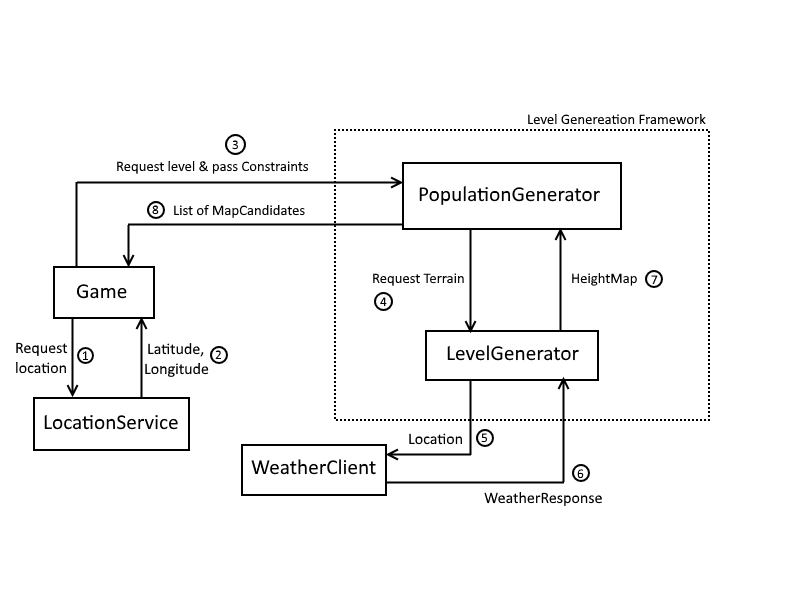 Level Genereation Framework
3
Request level & pass Constraints
PopulationGenerator
8 List of MapCandidates
Request Terrain
4
HeightMap 7
Game
Request
location
1
Latitude,
Longitude
2
LevelGenerator
LocationService
Location 5
WeatherClient
6
WeatherResponse